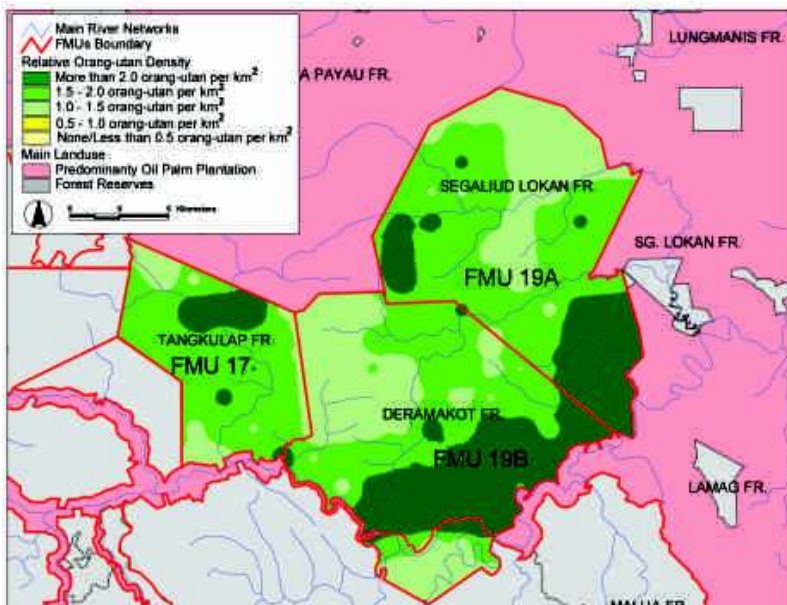 Main River Networks
FMUs Boundary
Relative Orang-utan Density
More than 2.0 orang-utan per km²
1.5 - 2.0 orang-utan per km²
1.0 - 1.5 orang-utan per km²
0.5 - 1.0 orang-utan per km²
None/Less than 0.5 orang-utan per km²
Main Landuse
Predominanty Oil Palm Plantation
Forest Reserves
Kilometers
A PAYAU FR.
LUNGMANIS FR.
SEGALIUD LOKAN FR.
SG. LOKAN FR.
FMU 19A
TANGKULAP FR.
FMU 17
DERAMAKOT FR.
FMU 19B
LAMAG FR.
MALUA FR.